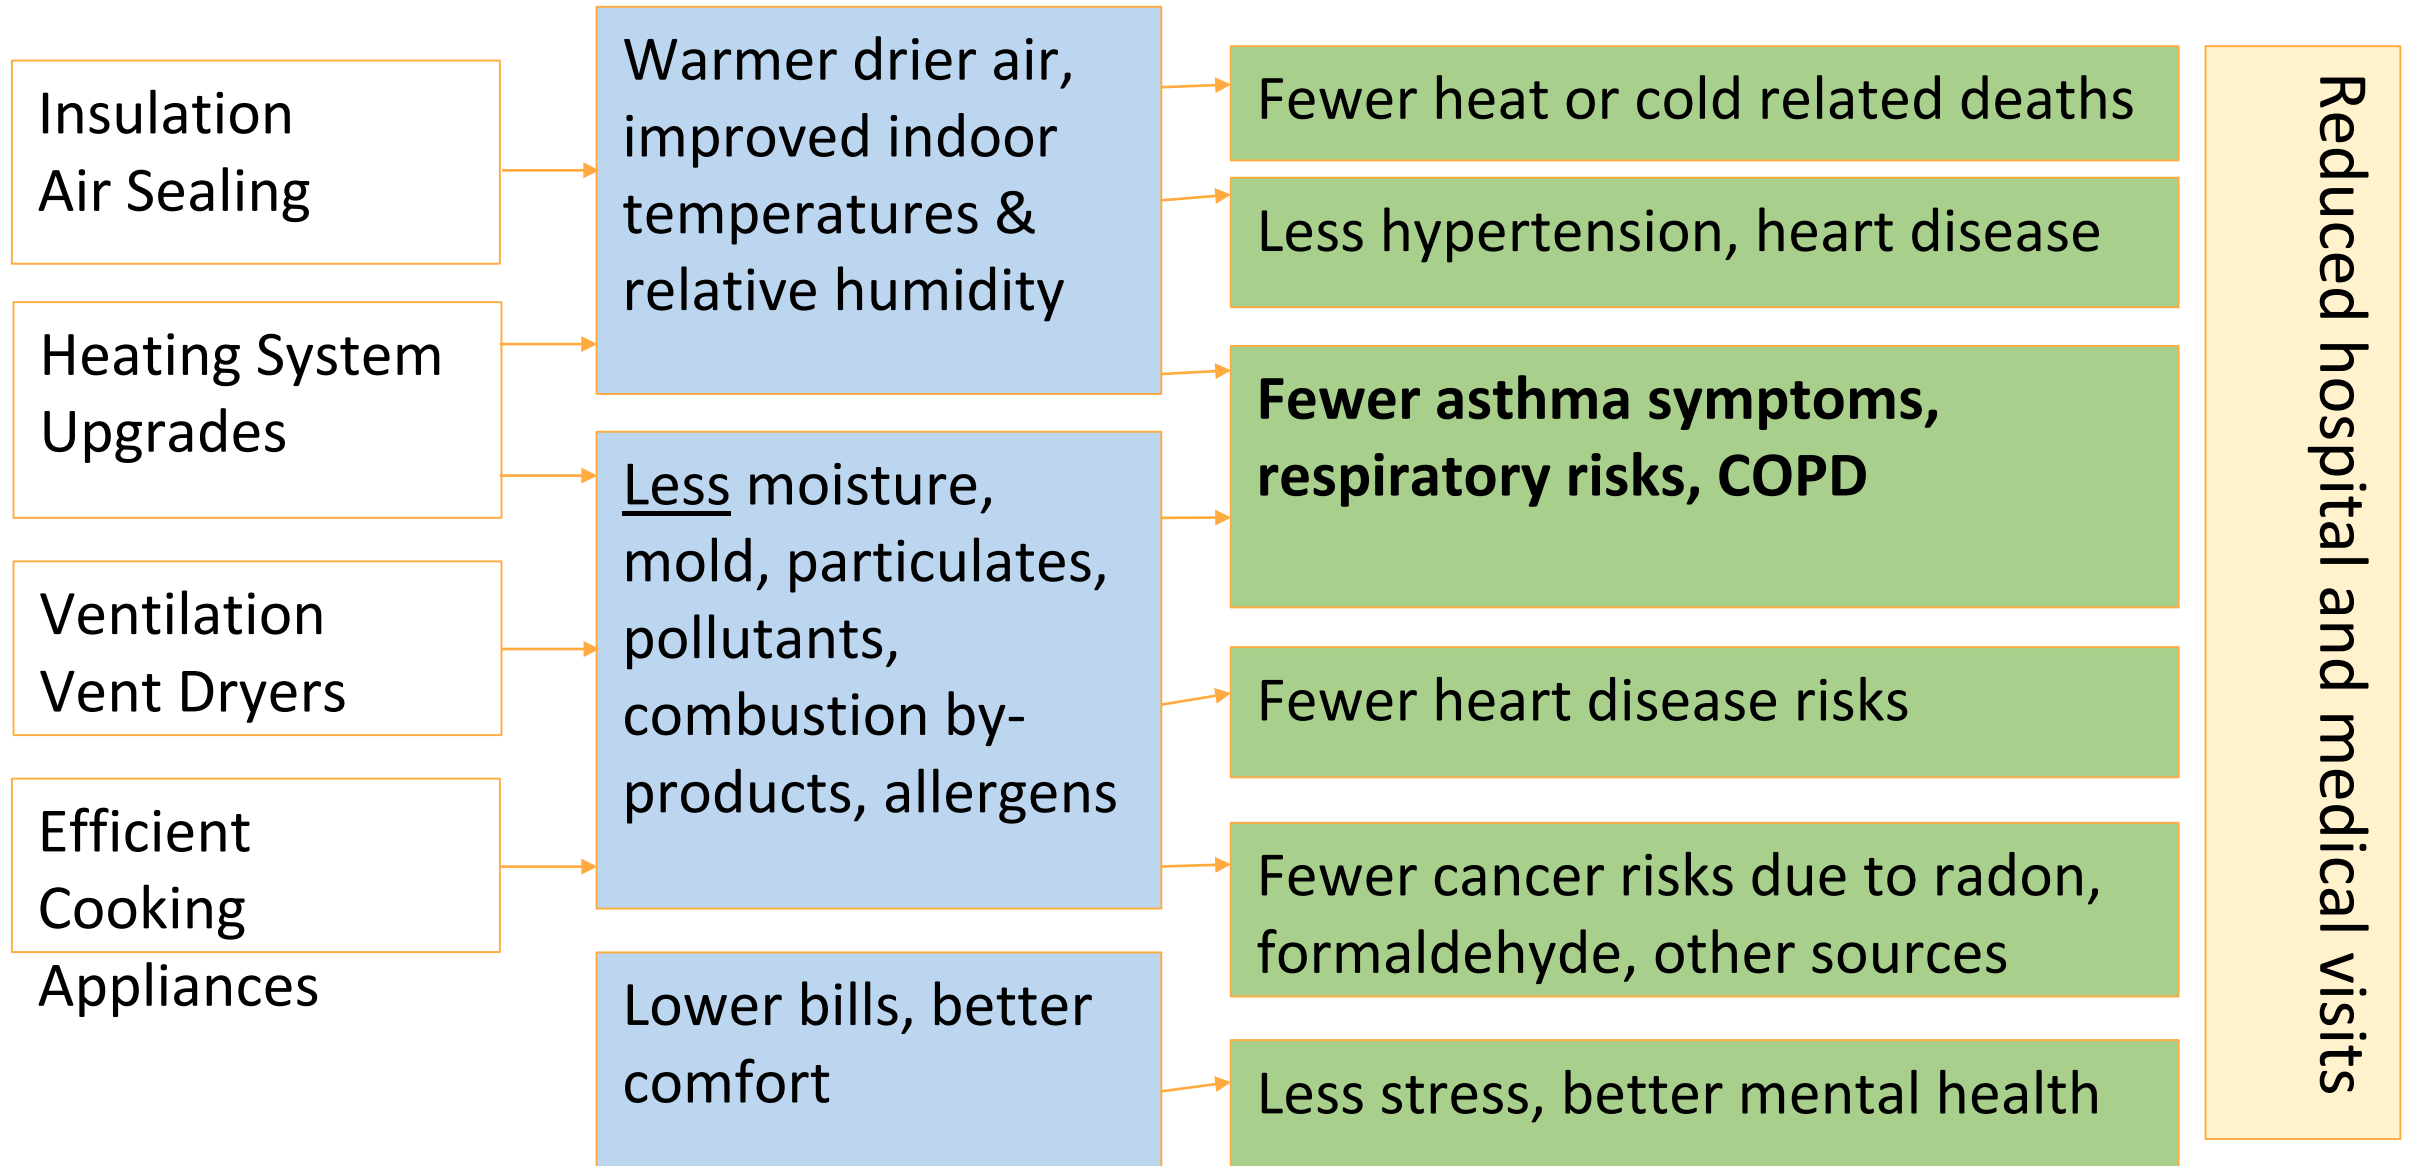 Insulation
Air Sealing
Heating System
Upgrades
Ventilation
Vent Dryers
Efficient
Cooking
Appliances
Warmer drier air,
improved indoor
temperatures &
relative humidity
Less moisture,
mold, particulates,
pollutants,
combustion by-
products, allergens
Lower bills, better
comfort
Fewer heat or cold related deaths
Less hypertension, heart disease
Fewer asthma symptoms,
respiratory risks, COPD
Fewer heart disease risks
Fewer cancer risks due to radon,
formaldehyde, other sources
Less stress, better mental health
Reduced hospital and medical visits